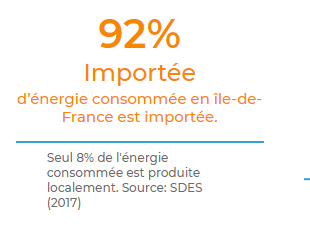 92%
Importée
d'énergie consommée en île-de-
France est importée.
Seul 8% de l'énergie
consommée est produite
localement. Source: SDES
(2017)